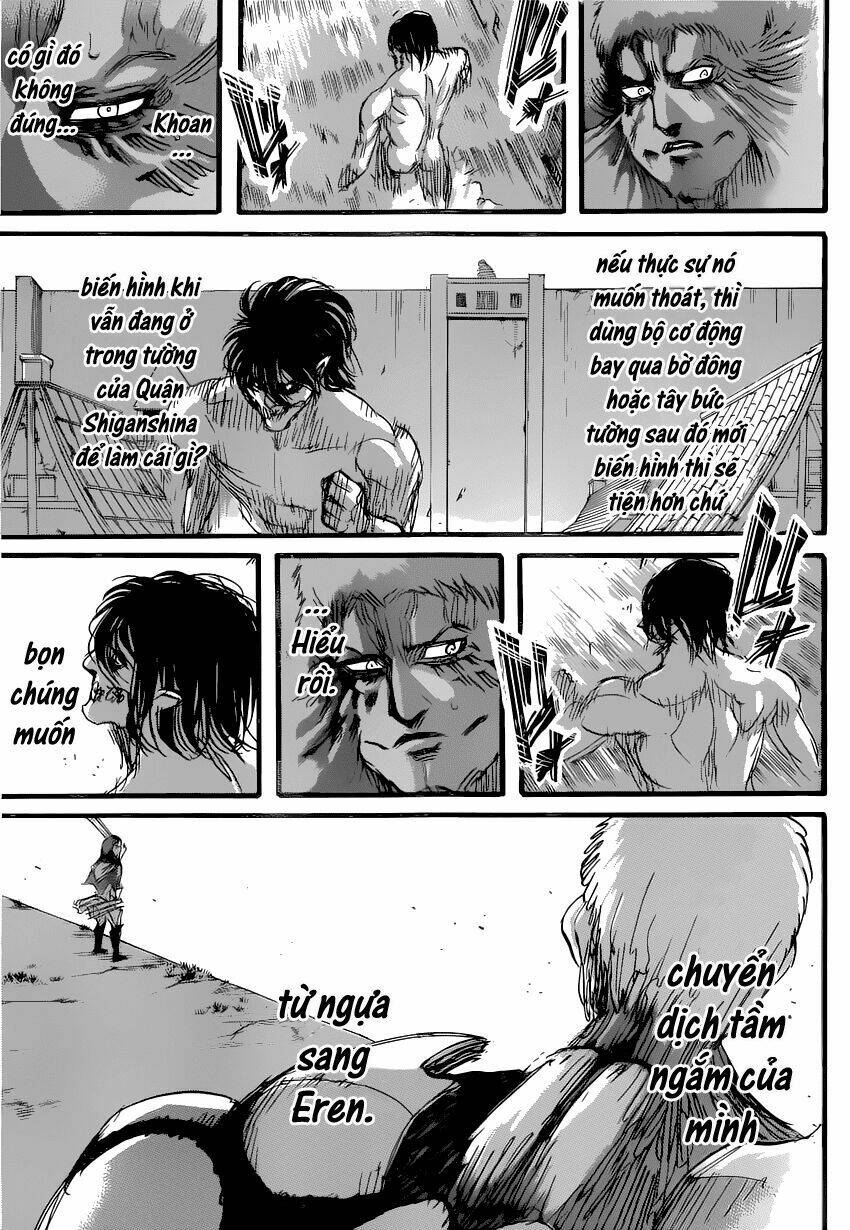 Khoan
...
có gì đó
không
đúng...
nếu thực sự nó
muốn thoát, thì
dùng bộ cơ động
bay qua bờ đông
hoặc tây bức
tường sau đó mới
biến hình thì sẽ
tiện hơn chứ
biến hình khi
vẫn đang ở
trong tường
của Quận
Shiganshina
để làm cái gì?
...
Hiểu
rồi.
bọn
chúng
muốn
chuyển
dịch tầm
ngắm của
mình
từ ngựa
sang
Eren.